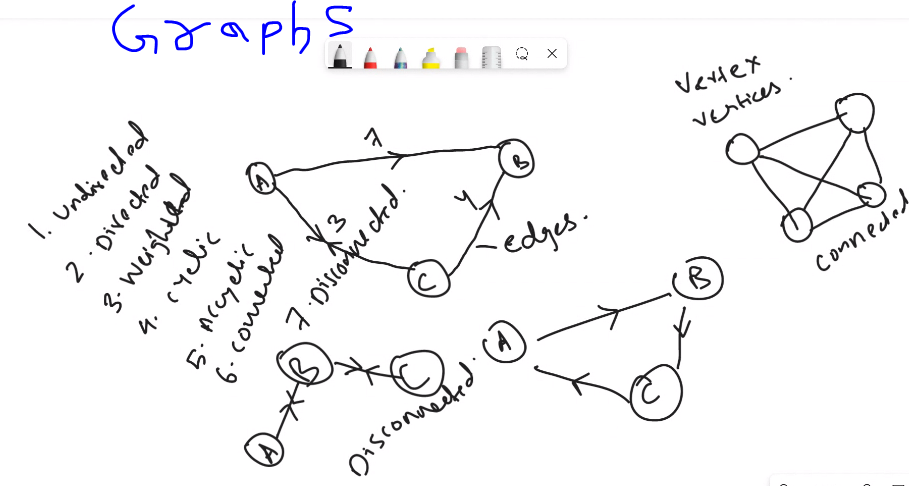 Graphs
Vertex
vertices.
1. Undirected
2. Directed
3. Weighted
4. cyclic
5. Accyclic
6. connected
7. Disconnected.
A
7
B
3
4
C
edges.
connected
A
B
C
B
C
A
Disconnected.